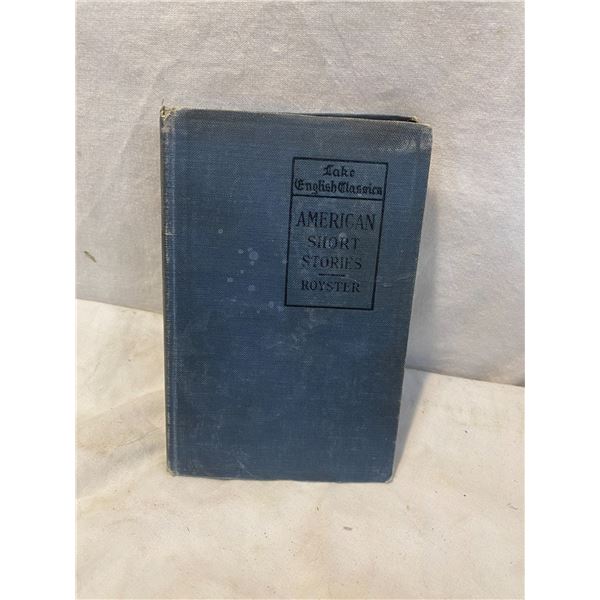 Lake
English Classics
AMERICAN
SHORT
STORIES
ROYSTER